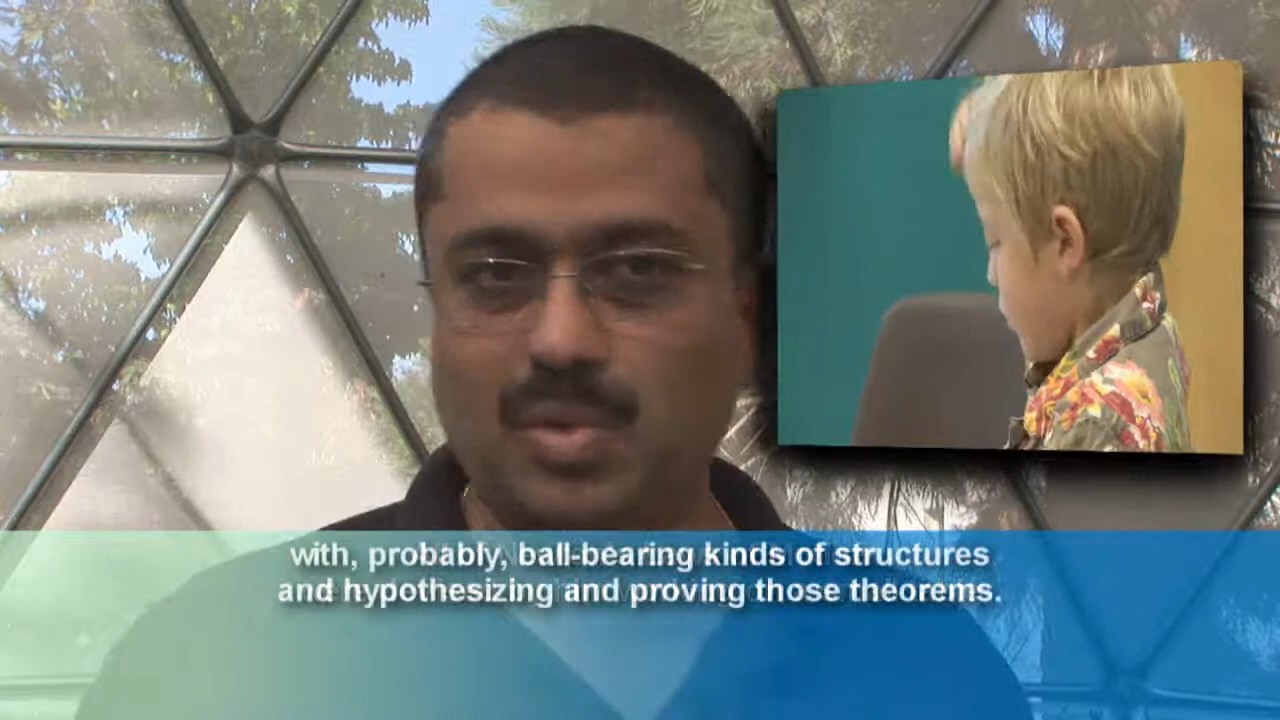 with, probably, ball-bearing kinds of structures
and hypothesizing and proving those theorems.